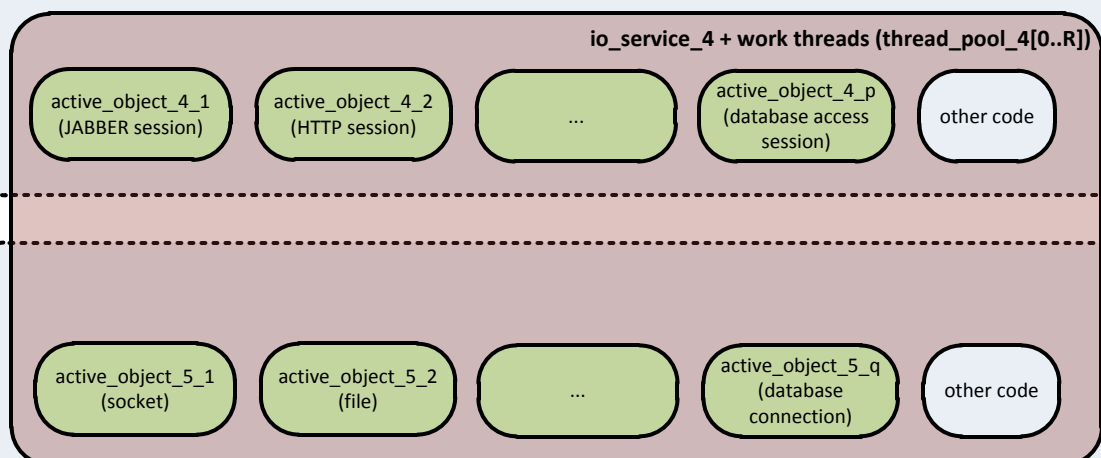 io_service_4 + work threads (thread_pool_4[0..R])
active_object_4_1
(JABBER session)
active_object_4_2
(HTTP session)
...
active_object_4_p
(database access
session)
other code
active_object_5_1
(socket)
active_object_5_2
(file)
...
active_object_5_q
(database
connection)
other code